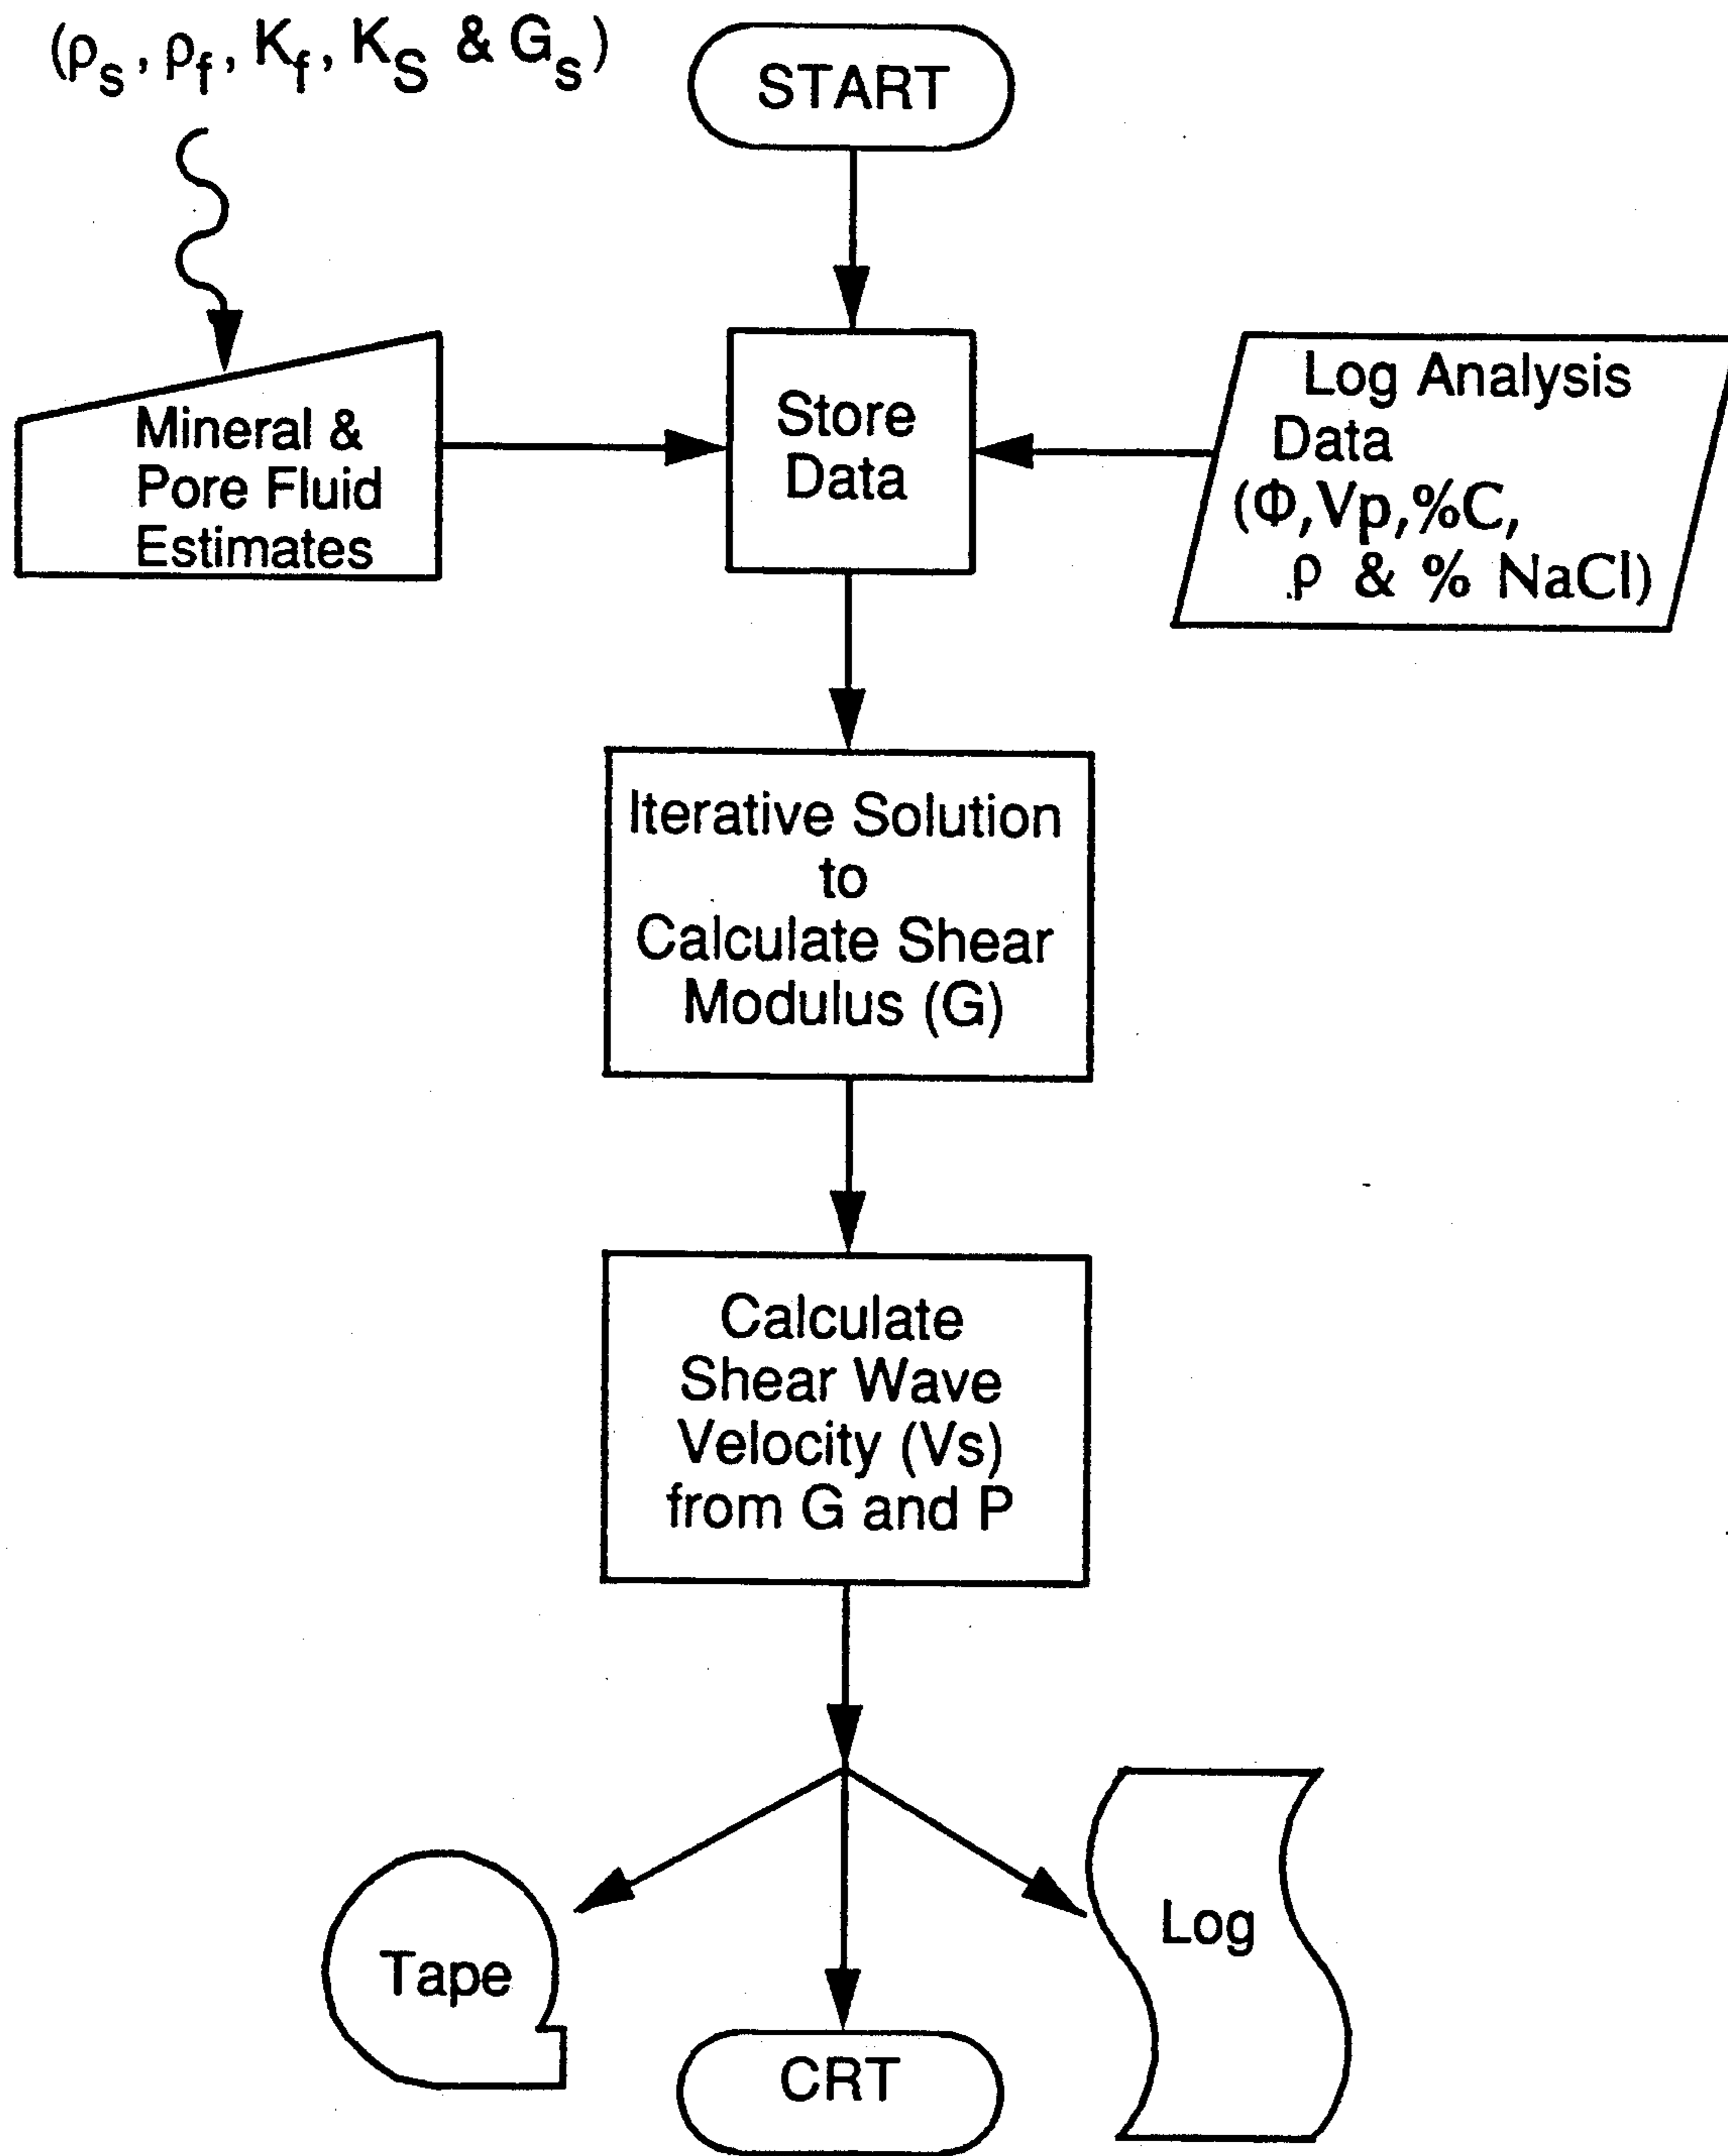 (ρs, ρf, Kf, KS & Gs)
START
Mineral &
Pore Fluid
Estimates
Store
Data
Log Analysis
Data
(Φ,Vp,%C,
ρ & % NaCl)
Iterative Solution
to
Calculate Shear
Modulus (G)
Calculate
Shear Wave
Velocity (Vs)
from G and P
Tape
CRT
Log